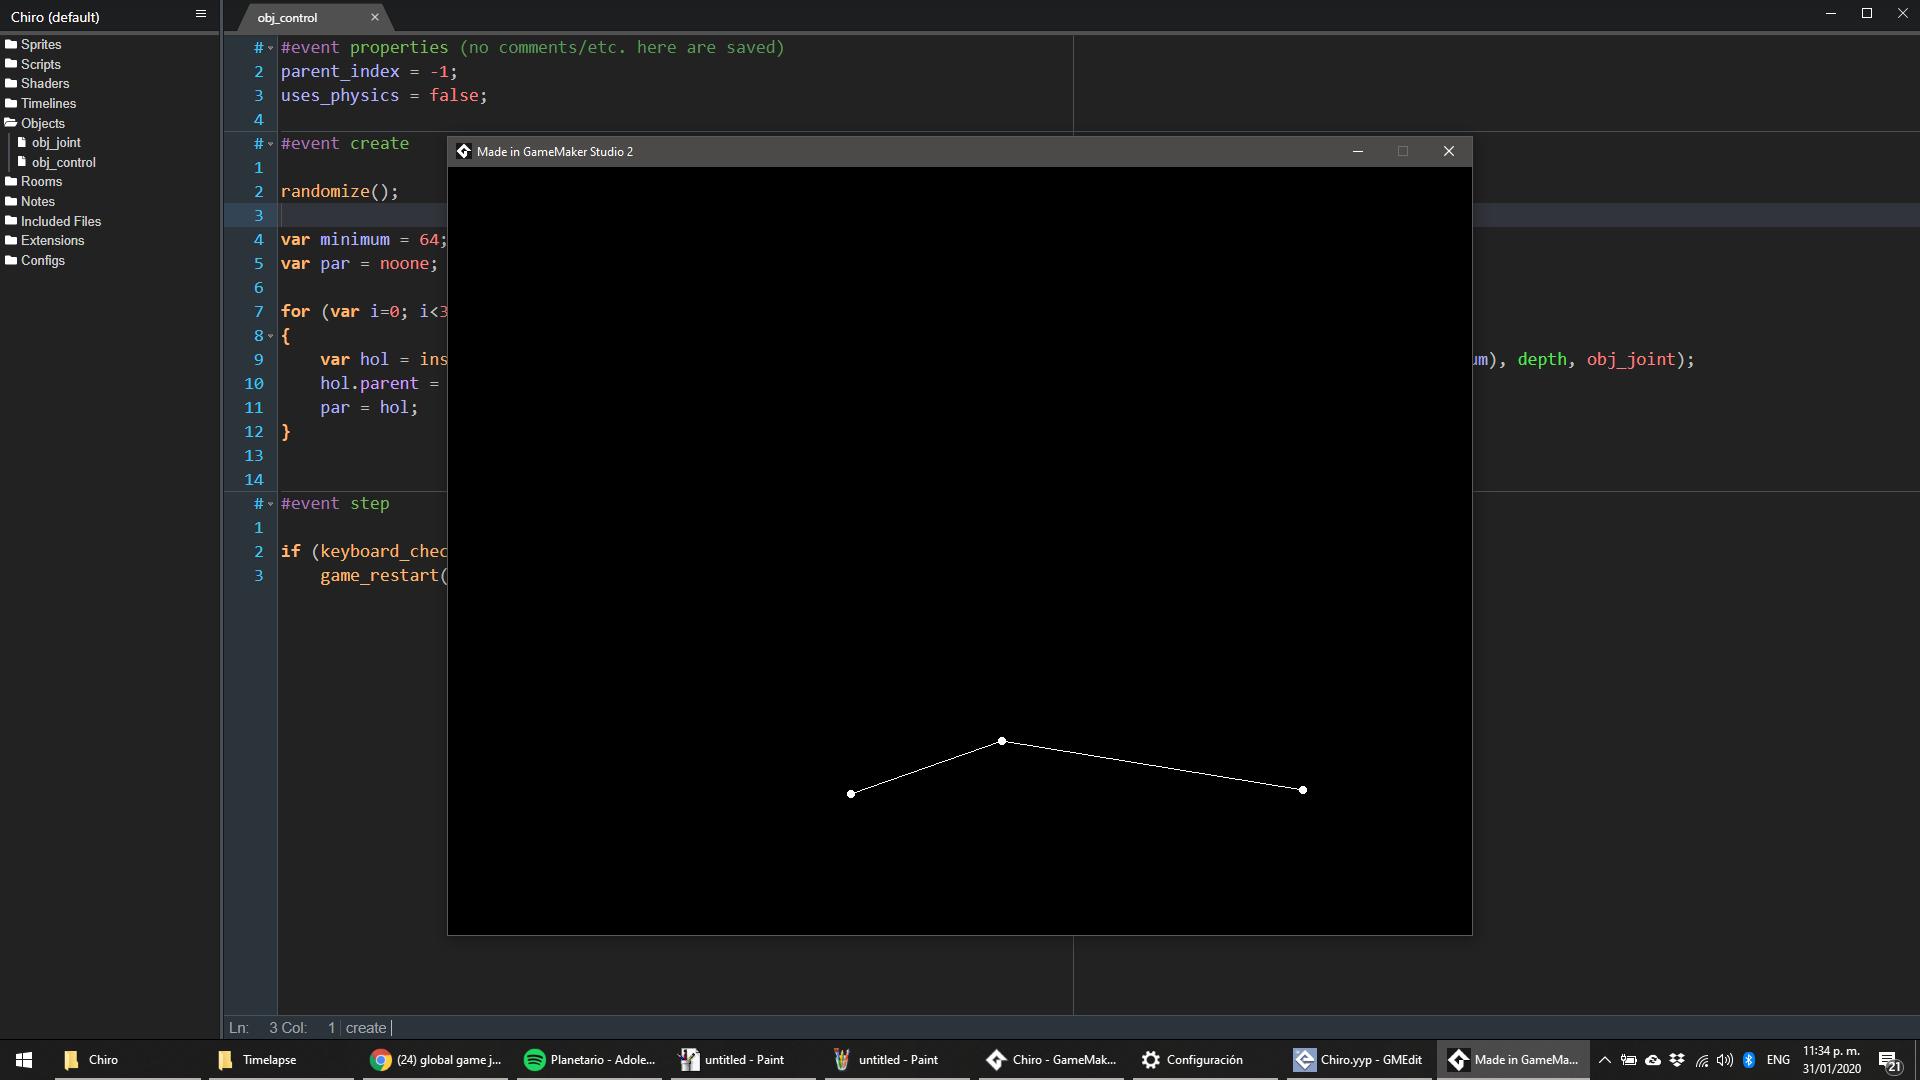 Chiro (default)
obj_control
Sprites
Scripts
Shaders
Timelines
Objects
obj_joint
obj_control
Rooms
Notes
Included Files
Extensions
Configs
# #event properties (no comments/etc. here are saved)
2 parent_index = -1;
3 uses_physics = false;
4
# #event create
1
2 randomize();
3
4 var minimum = 64;
5 var par = noone;
6
7 for (var i=0; i<3
8 {
9 var hol = ins
um), depth, obj_joint);
10 hol.parent =
11 par = hol;
12 }
13
14
# #event step
1
2 if (keyboard_chec
3 game_restart(
Made in GameMaker Studio 2
Ln: 3 Col: 1 create
Chiro
Timelapse
(24) global game j...
Planetario - Adole...
untitled - Paint
untitled - Paint
Chiro - GameMak...
Configuración
Chiro.yyp - GMEdit
Made in GameMa...
ENG
11:34 p. m.
31/01/2020
21